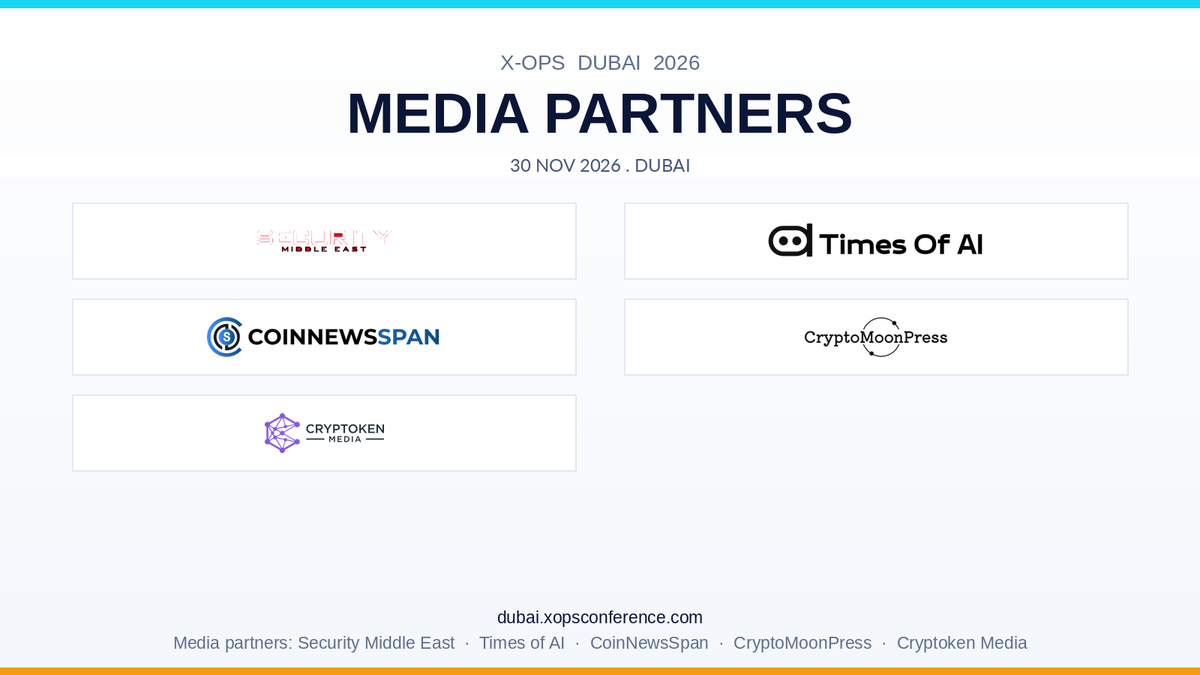 X-OPS DUBAI 2026
MEDIA PARTNERS
30 NOV 2026 . DUBAI
SECURITY
MIDDLE EAST
Times Of AI
COINNEWSSPAN
CryptoMoonPress
CRYPTOKEN
MEDIA
dubai.xopsconference.com
Media partners: Security Middle East · Times of AI · CoinNewsSpan · CryptoMoonPress · Cryptoken Media